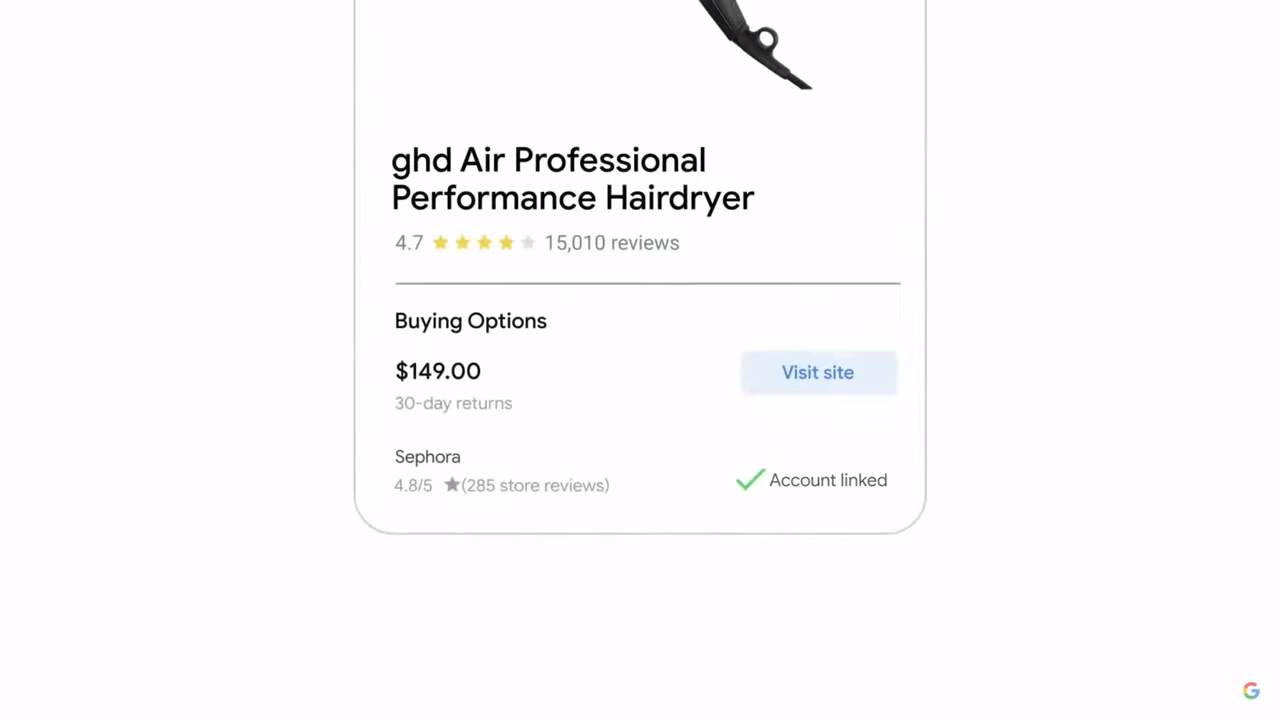 ghd Air Professional
Performance Hairdryer
4.7 ★★★★★ 15,010 reviews
Buying Options
$149.00
Visit site
30-day returns
Sephora
4.8/5 ★(285 store reviews)
Account linked